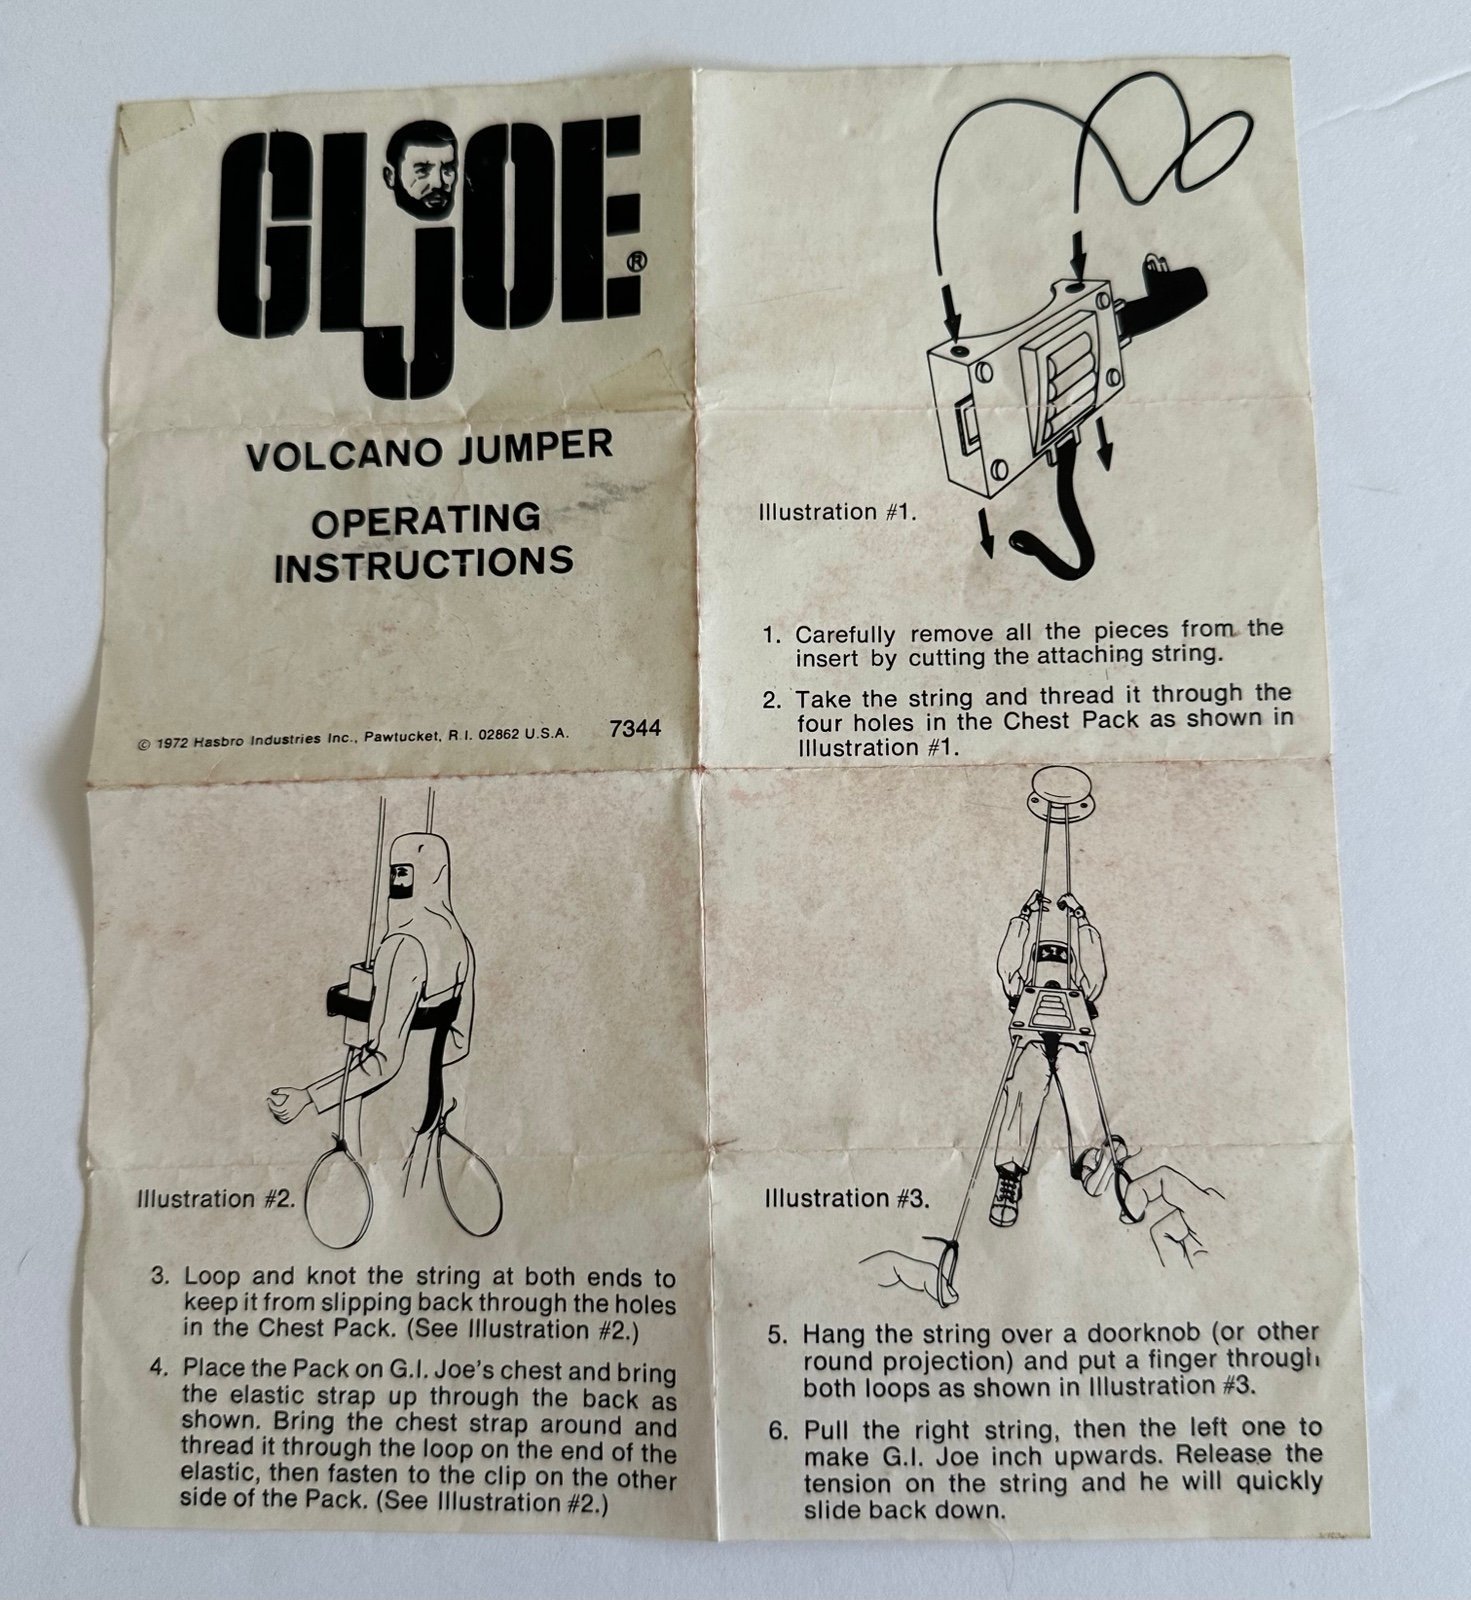 GI JOE®
VOLCANO JUMPER
OPERATING
INSTRUCTIONS
© 1972 Hasbro Industries Inc., Pawtucket, R.I. 02862 U.S.A. 7344
Illustration #1.
1. Carefully remove all the pieces from the
insert by cutting the attaching string.
2. Take the string and thread it through the
four holes in the Chest Pack as shown in
Illustration #1.
Illustration #2.
3. Loop and knot the string at both ends to
keep it from slipping back through the holes
in the Chest Pack. (See Illustration #2.)
4. Place the Pack on G.I. Joe's chest and bring
the elastic strap up through the back as
shown. Bring the chest strap around and
thread it through the loop on the end of the
elastic, then fasten to the clip on the other
side of the Pack. (See Illustration #2.)
Illustration #3.
5. Hang the string over a doorknob (or other
round projection) and put a finger through
both loops as shown in Illustration #3.
6. Pull the right string, then the left one to
make G.I. Joe inch upwards. Release the
tension on the string and he will quickly
slide back down.